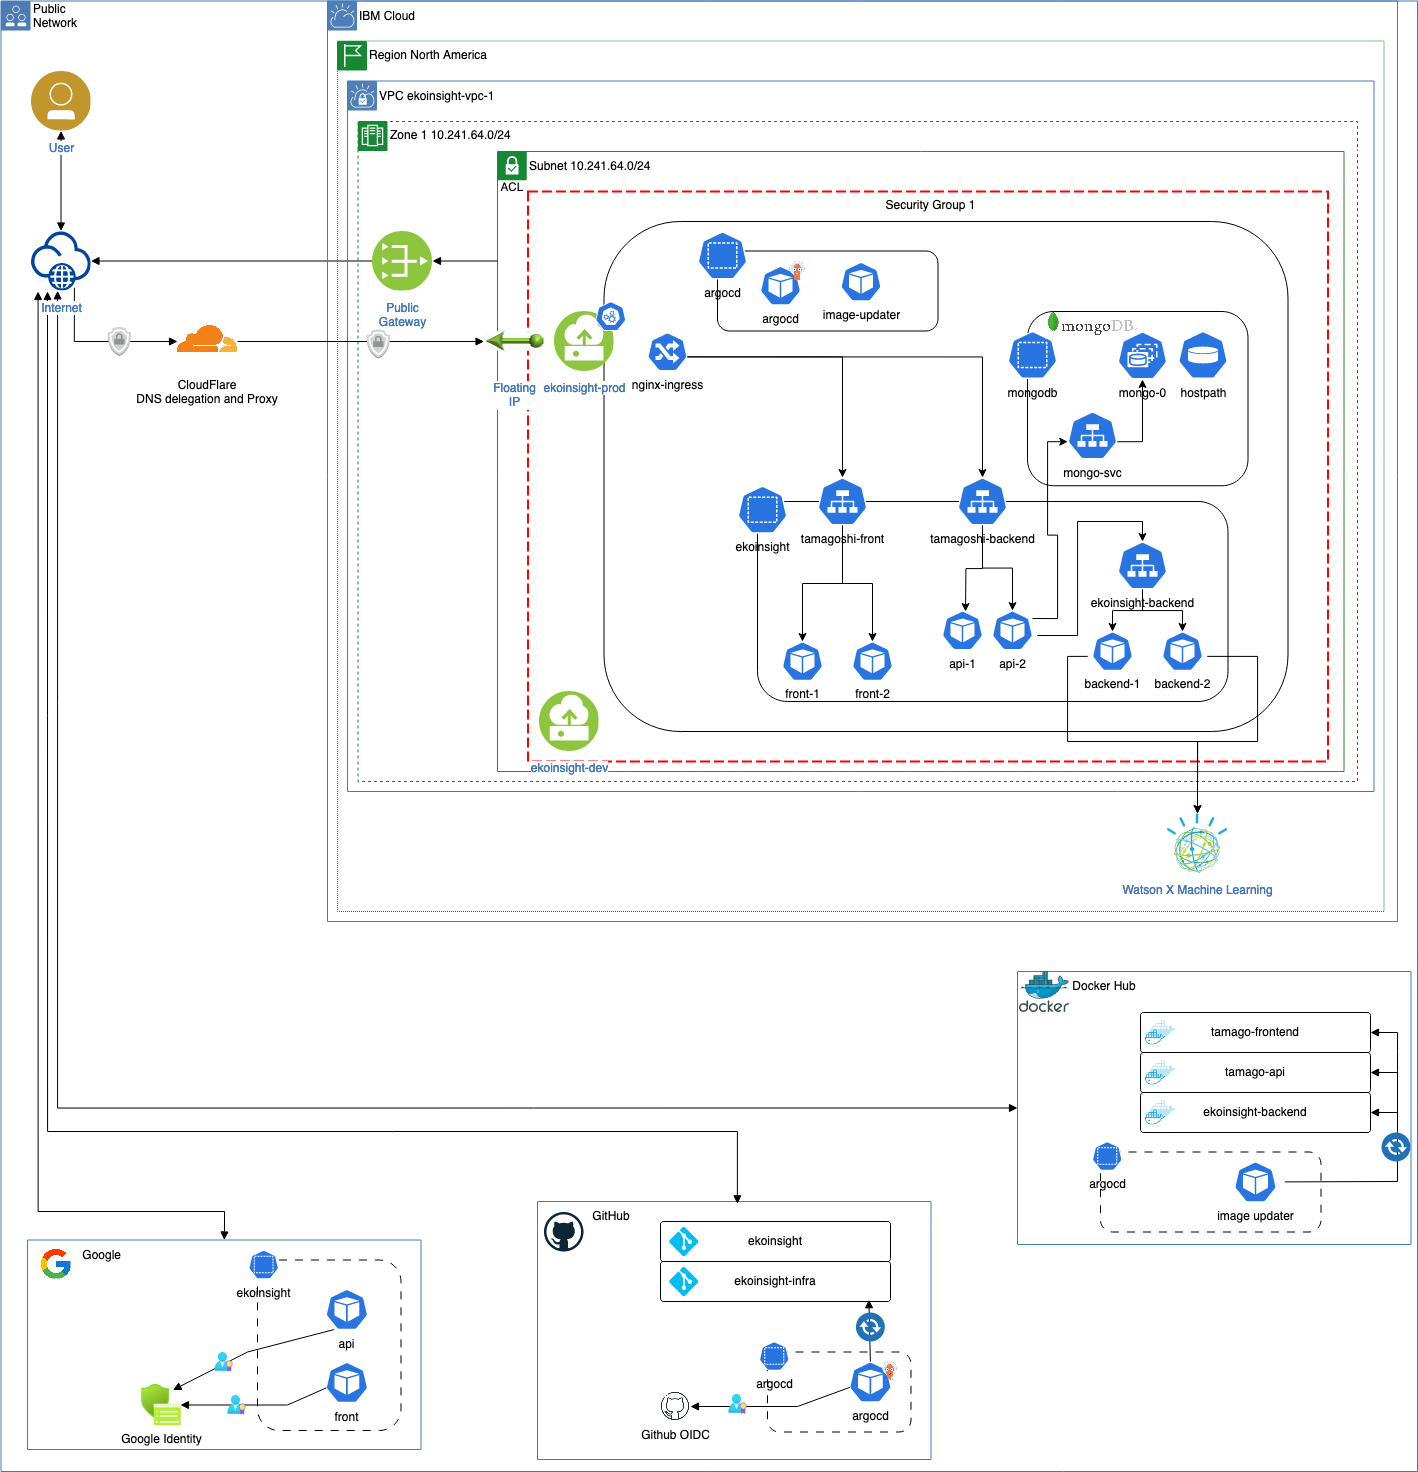 Public
Network
IBM Cloud
Region North America
VPC ekoinsight-vpc-1
Zone 1 10.241.64.0/24
Subnet 10.241.64.0/24
ACL
Security Group 1
User
Internet
Public
Gateway
CloudFlare
DNS delegation and Proxy
Floating
IP
ekoinsight-prod
nginx-ingress
argocd
argocd
image-updater
mongoDB.
mongodb
mongo-0
hostpath
mongo-svc
ekoinsight
tamagoshi-front
tamagoshi-backend
ekoinsight-backend
api-1
api-2
front-1
front-2
backend-1
backend-2
ekoinsight-dev
Watson X Machine Learning
docker
Docker Hub
tamago-frontend
tamago-api
ekoinsight-backend
argocd
image updater
GitHub
ekoinsight
ekoinsight-infra
argocd
argocd
Github OIDC
Google
ekoinsight
api
front
Google Identity